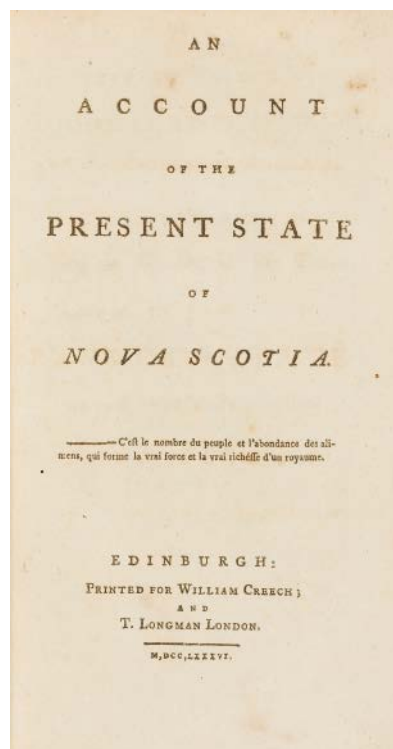 AN
ACCOUNT
OF THE
PRESENT STATE
OF
NOVA SCOTIA.
———C'eſt le nombre du peuple et l'abondance des ali-
mens, qui forme la vrai force et la vrai richéſſe d'un royaume.
EDINBURGH:
PRINTED FOR WILLIAM CREECH;
AND
T. LONGMAN LONDON.
M,DCC,LXXXVI.